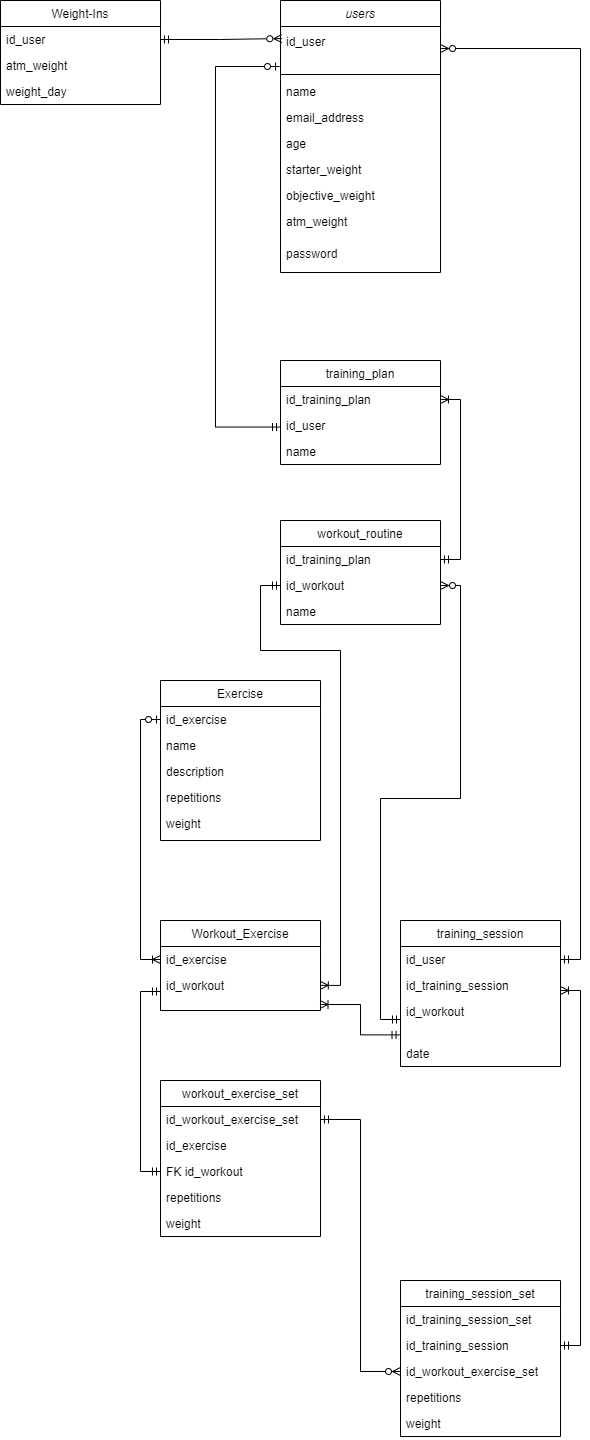 Weight-Ins
id_user
atm_weight
weight_day
users
id_user
name
email_address
age
starter_weight
objective_weight
atm_weight
password
training_plan
id_training_plan
id_user
name
workout_routine
id_training_plan
id_workout
name
Exercise
id_exercise
name
description
repetitions
weight
Workout_Exercise
id_exercise
id_workout
training_session
id_user
id_training_session
id_workout
date
workout_exercise_set
id_workout_exercise_set
id_exercise
FK id_workout
repetitions
weight
training_session_set
id_training_session_set
id_training_session
id_workout_exercise_set
repetitions
weight